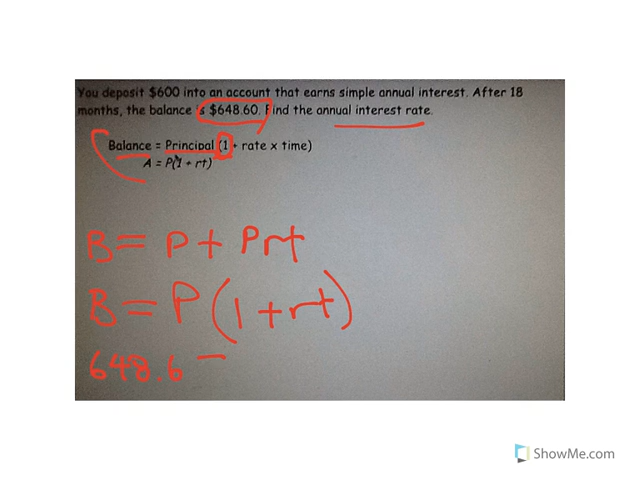 You deposit $600 into an account that earns simple annual interest. After 18
months, the balance is $648.60. Find the annual interest rate.
Balance = Principal (1 + rate x time)
A = P(1 + rt)
B = P + Prt
B = P (1 + rt)
648.6 =
ShowMe.com